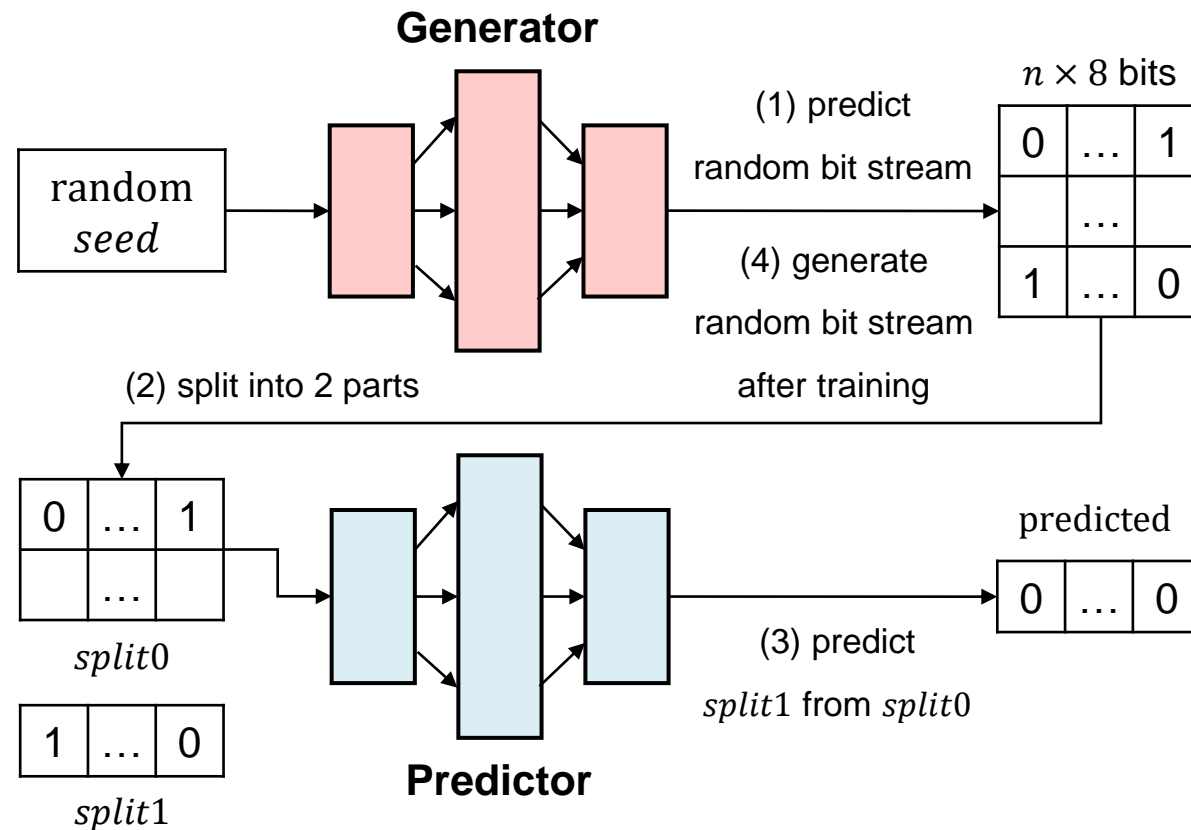 Generator
n × 8 bits
random
seed
(1) predict
random bit stream
(4) generate
random bit stream
after training
0 ... 1
...
1 ... 0
(2) split into 2 parts
0 ... 1
...
split0
1 ... 0
split1
Predictor
(3) predict
split1 from split0
predicted
0 ... 0